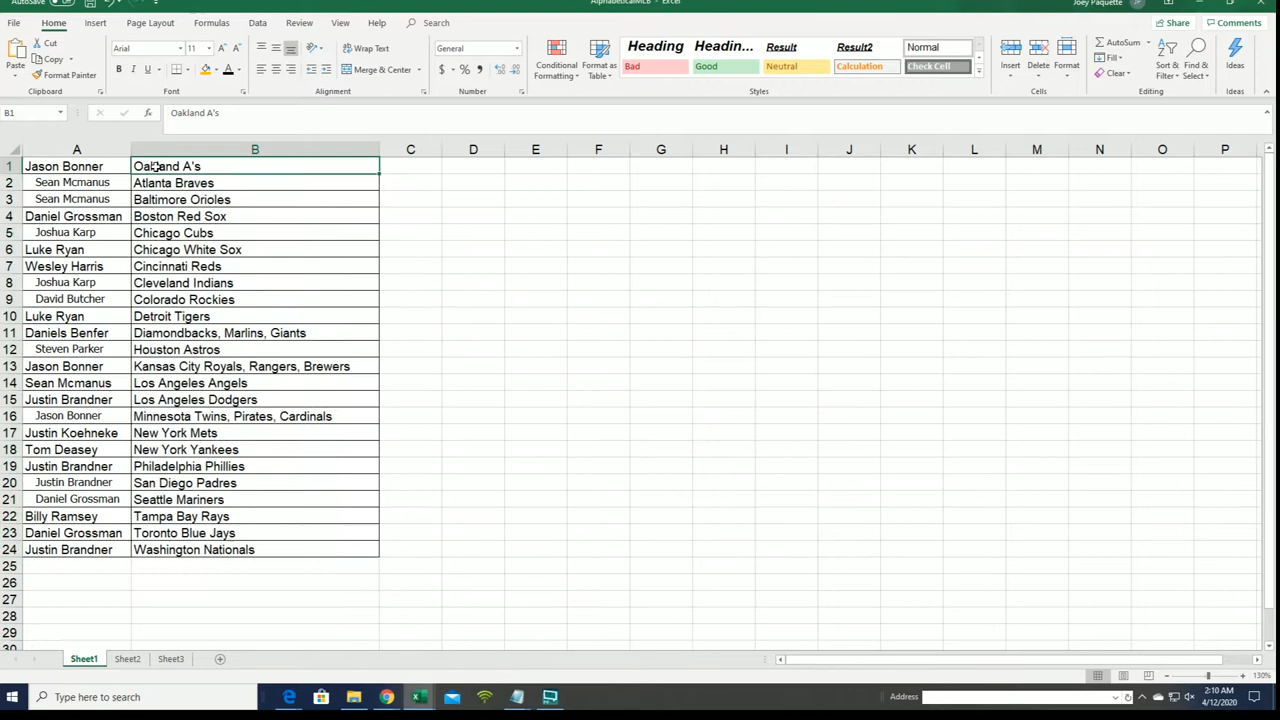 AutoSave Off AlphabeticalMLB - Excel Joey Paquette JP
File Home Insert Page Layout Formulas Data Review View Help Search Share Comments
Paste Cut Copy Format Painter Clipboard
Arial 11 A A B I U A Font
ab Wrap Text Merge & Center Alignment
General $ % , Number
Conditional Formatting Format as Table
Heading Headin... Result Result2 Normal
Bad Good Neutral Calculation Check Cell
Styles
Insert Delete Format Cells
AutoSum Fill Clear Sort & Filter Find & Select Editing
Ideas Ideas
B1 fx Oakland A's
A B C D E F G H I J K L M N O P
1 Jason Bonner Oakland A's
2 Sean Mcmanus Atlanta Braves
3 Sean Mcmanus Baltimore Orioles
4 Daniel Grossman Boston Red Sox
5 Joshua Karp Chicago Cubs
6 Luke Ryan Chicago White Sox
7 Wesley Harris Cincinnati Reds
8 Joshua Karp Cleveland Indians
9 David Butcher Colorado Rockies
10 Luke Ryan Detroit Tigers
11 Daniels Benfer Diamondbacks, Marlins, Giants
12 Steven Parker Houston Astros
13 Jason Bonner Kansas City Royals, Rangers, Brewers
14 Sean Mcmanus Los Angeles Angels
15 Justin Brandner Los Angeles Dodgers
16 Jason Bonner Minnesota Twins, Pirates, Cardinals
17 Justin Koehneke New York Mets
18 Tom Deasey New York Yankees
19 Justin Brandner Philadelphia Phillies
20 Justin Brandner San Diego Padres
21 Daniel Grossman Seattle Mariners
22 Billy Ramsey Tampa Bay Rays
23 Daniel Grossman Toronto Blue Jays
24 Justin Brandner Washington Nationals
25
26
27
28
29
30
Sheet1 Sheet2 Sheet3
130%
Type here to search Address 2:10 AM
4/12/2020